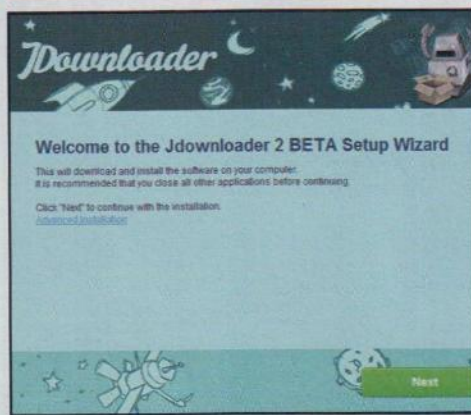 JDownloader
Welcome to the Jdownloader 2 BETA Setup Wizard
This will download and install the software on your computer.
It is recommended that you close all other applications before continuing.
Click "Next" to continue with the installation.
Advanced Installation
Next